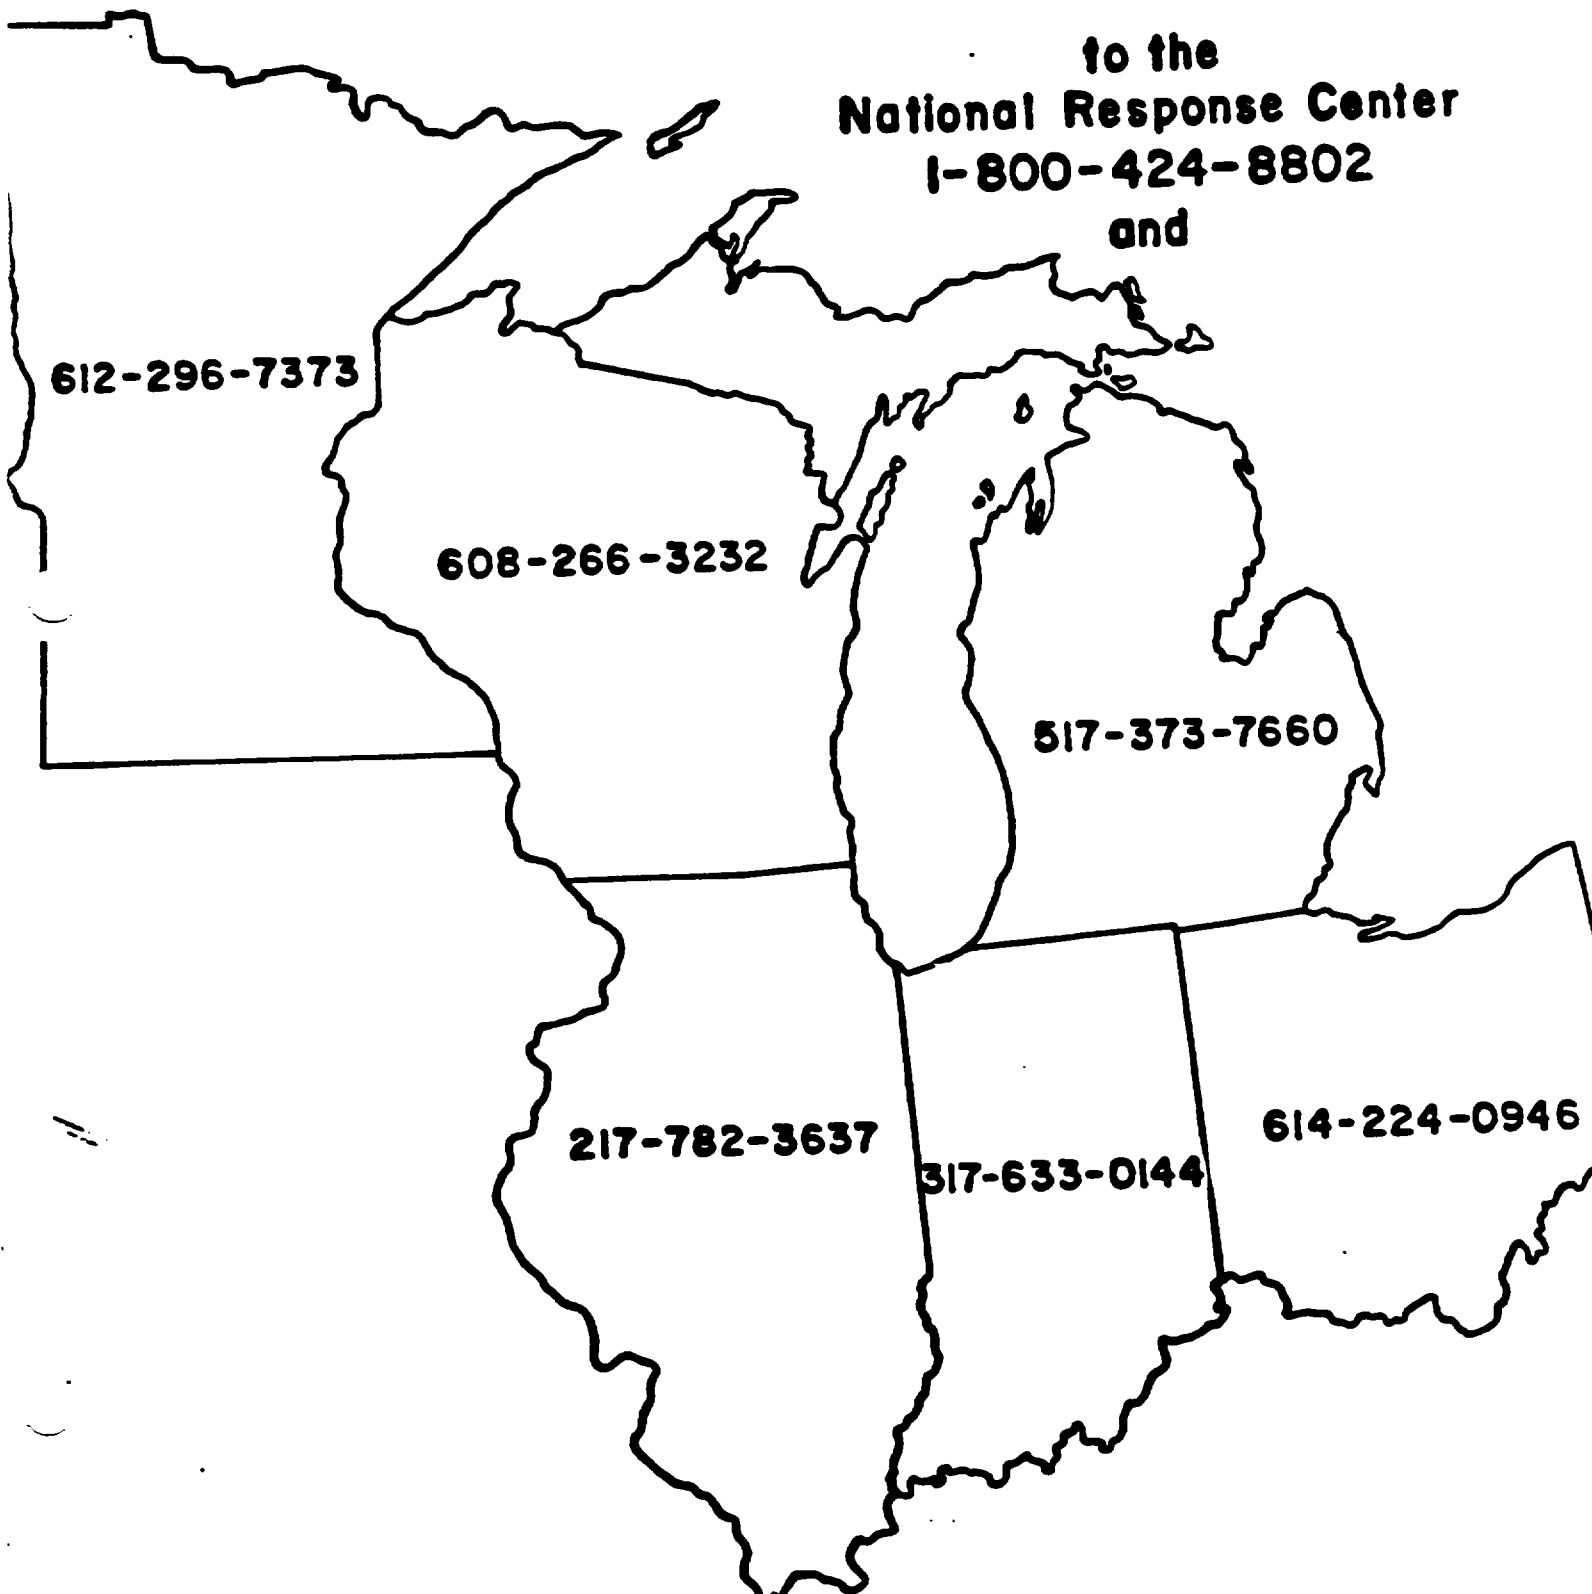 to the
National Response Center
1-800-424-8802
and
612-296-7373
608-266-3232
517-373-7660
217-782-3637
317-633-0144
614-224-0946